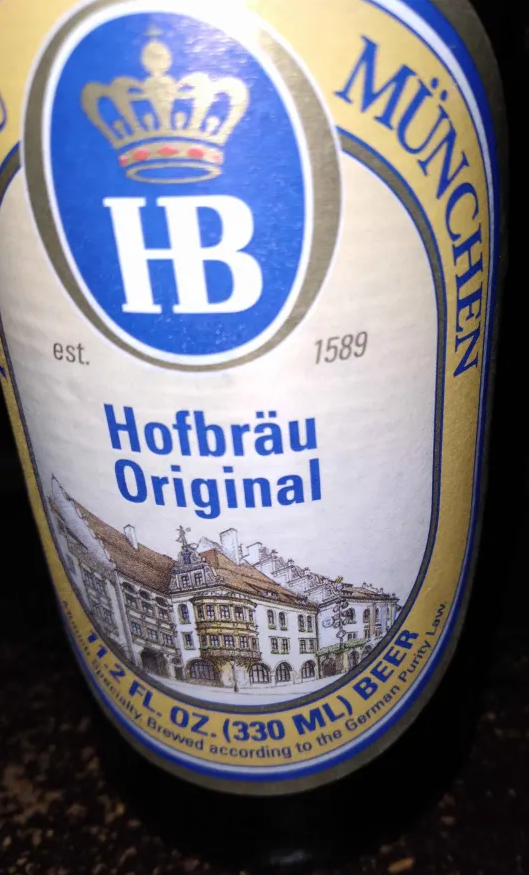 HB
MÜNCHEN
est. 1589
Hofbräu
Original
11.2 FL. OZ. (330 ML) BEER
Specialty, Brewed according to the German Purity Law.